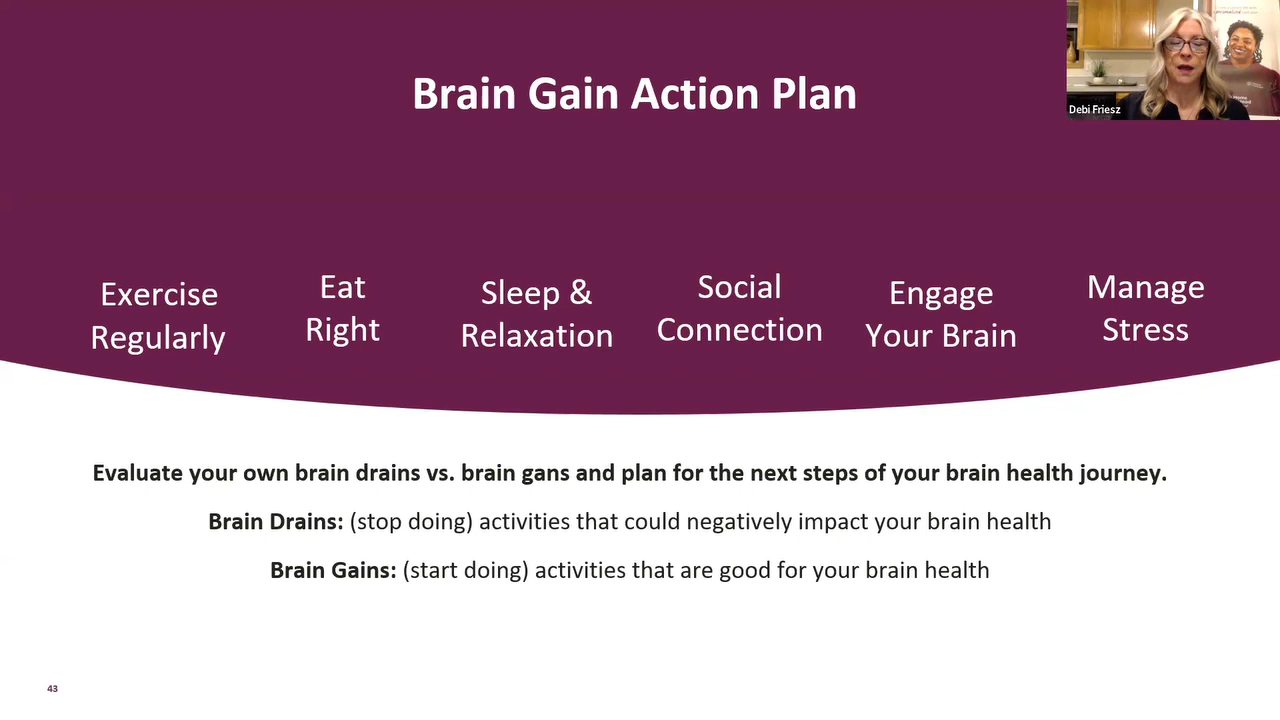 Brain Gain Action Plan
Debi Friesz
Exercise
Regularly
Eat
Right
Sleep &
Relaxation
Social
Connection
Engage
Your Brain
Manage
Stress
Evaluate your own brain drains vs. brain gans and plan for the next steps of your brain health journey.
Brain Drains: (stop doing) activities that could negatively impact your brain health
Brain Gains: (start doing) activities that are good for your brain health
43